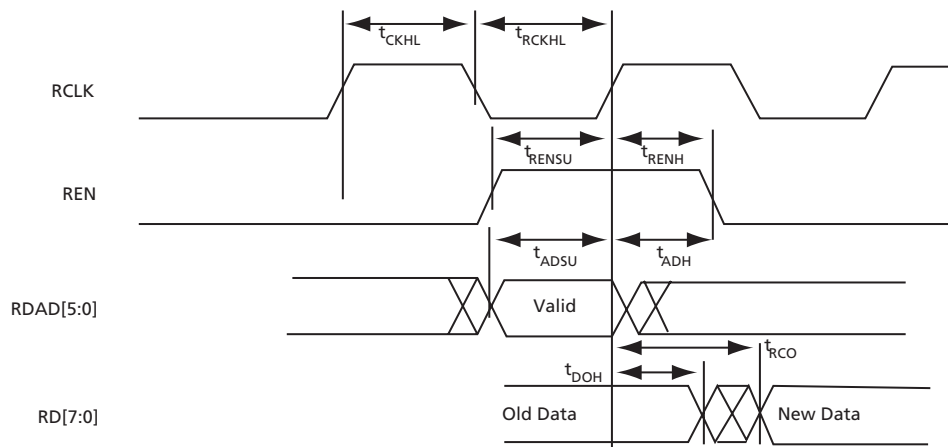 tCKHL
tRCKHL
RCLK
tRENSU
tRENH
REN
tADSU
tADH
RDAD[5:0]
Valid
tRCO
tDOH
RD[7:0]
Old Data
New Data